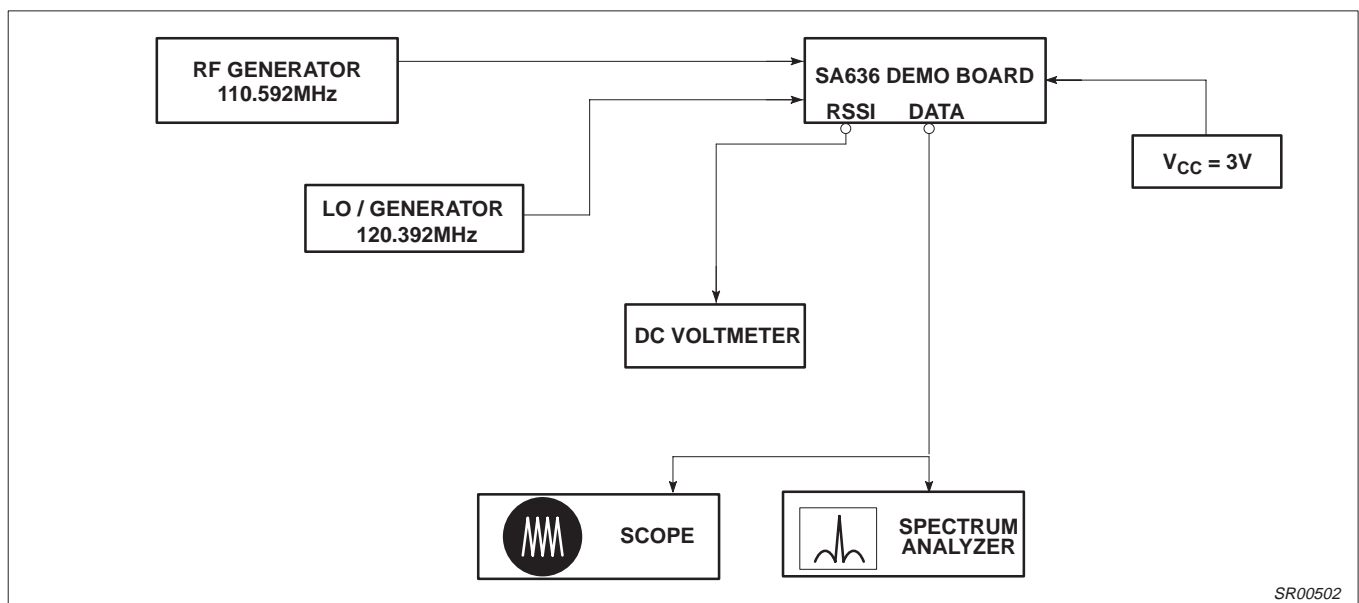 RF GENERATOR
110.592MHz
SA636 DEMO BOARD
RSSI DATA
VCC = 3V
LO / GENERATOR
120.392MHz
DC VOLTMETER
SCOPE
SPECTRUM
ANALYZER
SR00502